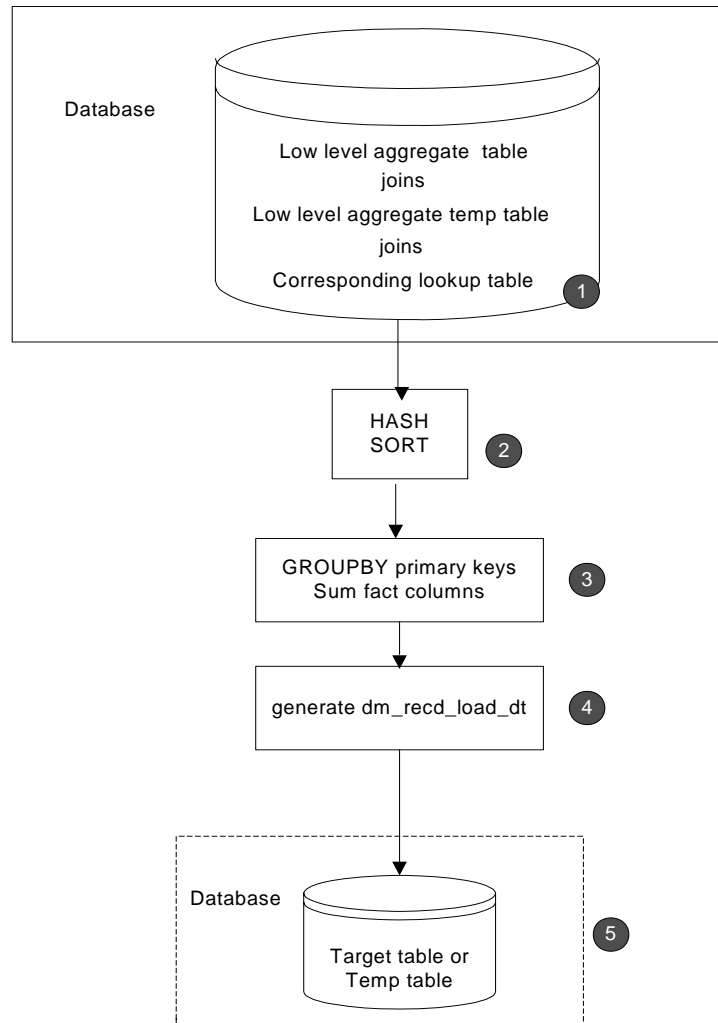 Database
Low level aggregate table
joins
Low level aggregate temp table
joins
Corresponding lookup table
1
HASH
SORT
2
GROUPBY primary keys
Sum fact columns
3
generate dm_recd_load_dt
4
Database
Target table or
Temp table
5